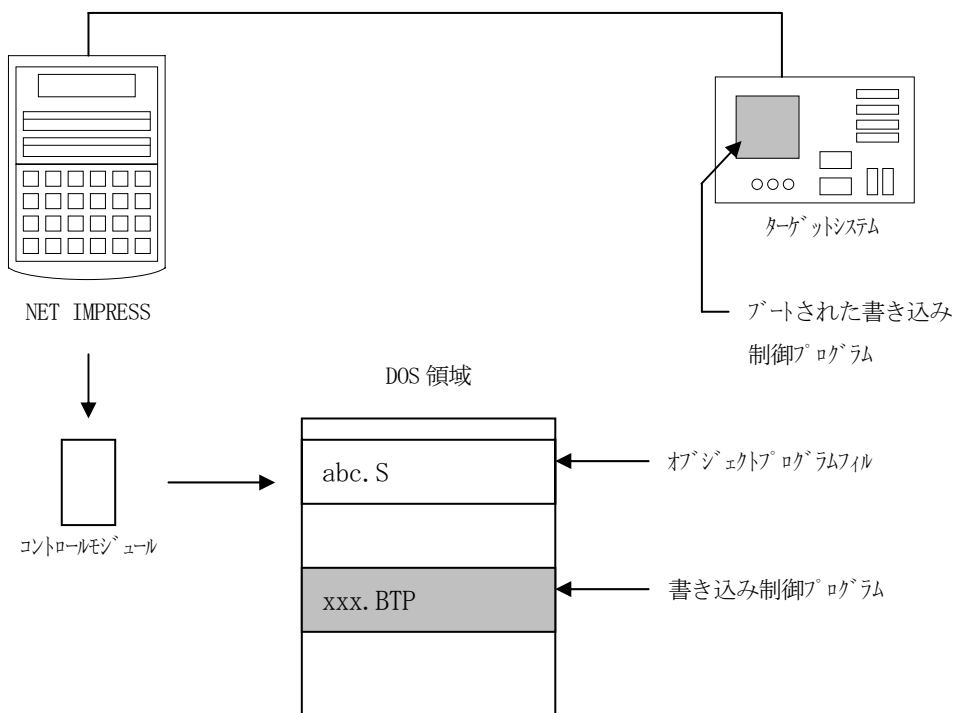 NET IMPRESS
ターゲットシステム
ブートされた書き込み
制御プログラム
DOS 領域
abc.S
オブジェクトプログラムフィル
コントロールモジュール
xxx.BTP
書き込み制御プログラム